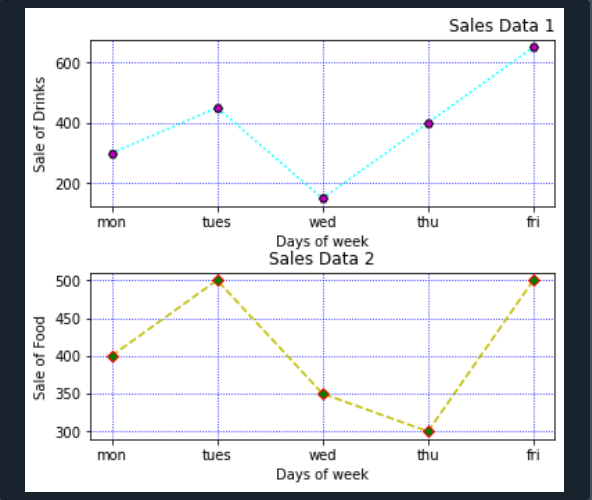 Sales Data 1
600
400
200
Sale of Drinks
mon tues wed thu fri
Days of week
Sales Data 2
500
450
400
350
300
Sale of Food
mon tues wed thu fri
Days of week